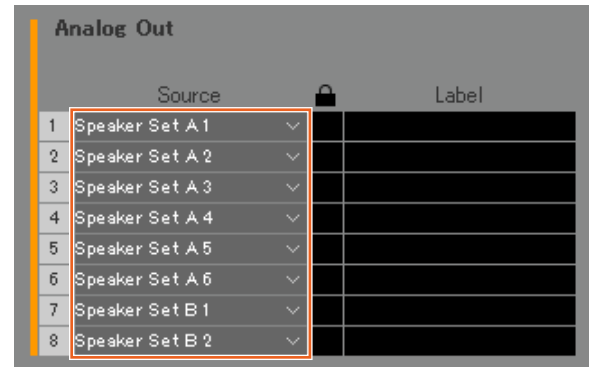 Analog Out
Source Label
1 Speaker Set A 1
2 Speaker Set A 2
3 Speaker Set A 3
4 Speaker Set A 4
5 Speaker Set A 5
6 Speaker Set A 6
7 Speaker Set B 1
8 Speaker Set B 2